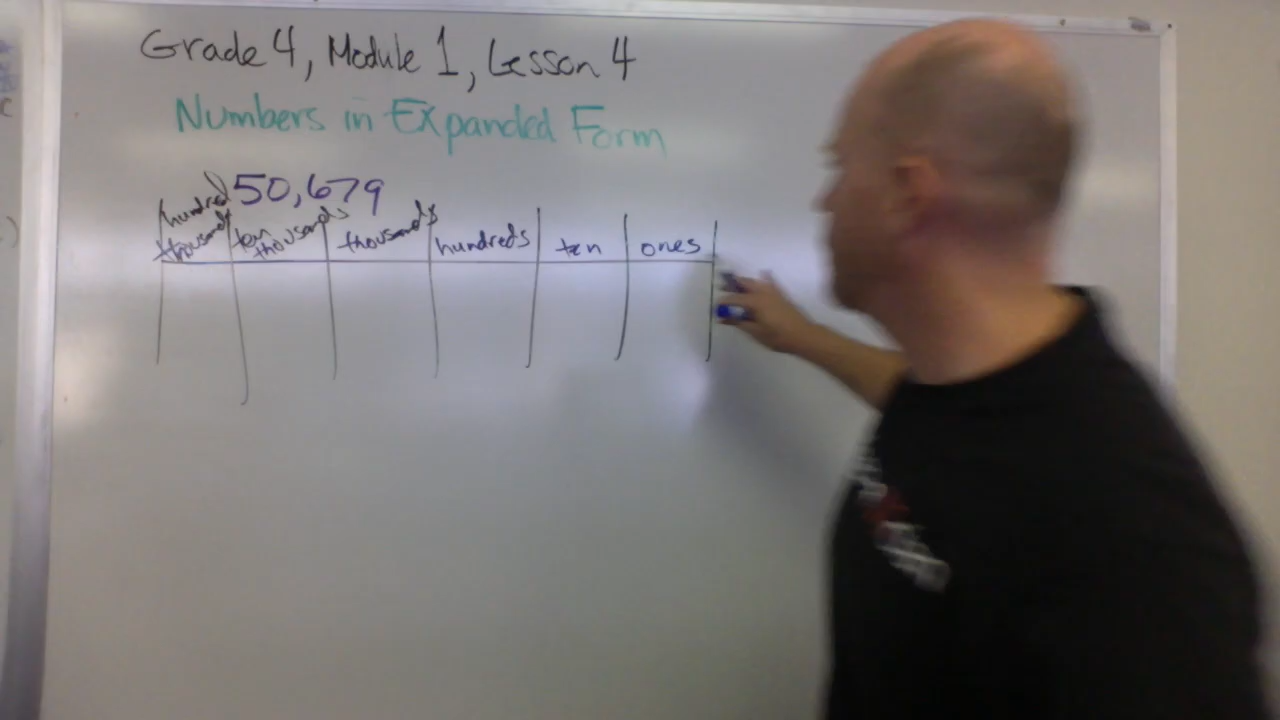 Grade 4, Module 1, Lesson 4
Numbers in Expanded Form
50,679
hundred thousands
ten thousands
thousands
hundreds
ten
ones